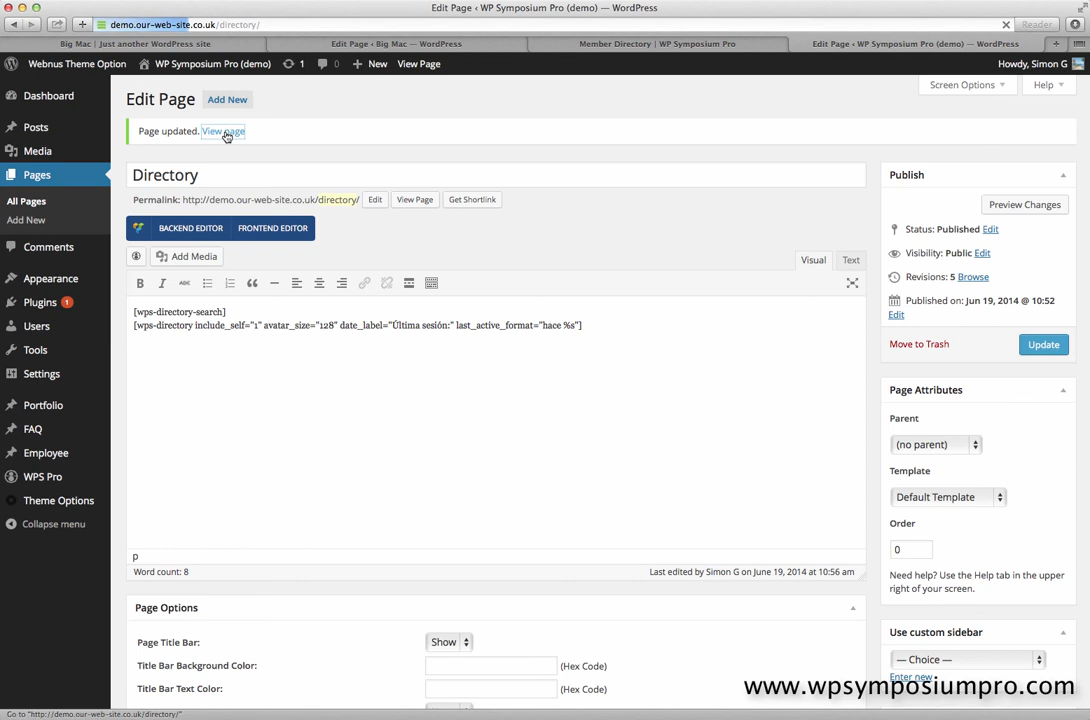 Edit Page ‹ WP Symposium Pro (demo) — WordPress
demo.our-web-site.co.uk/directory/
Reader
Big Mac | Just another WordPress site
Edit Page ‹ Big Mac — WordPress
Member Directory | WP Symposium Pro
Edit Page ‹ WP Symposium Pro (demo) — WordPress
Webnus Theme Option
WP Symposium Pro (demo)
1
0
New
View Page
Howdy, Simon G
Dashboard
Posts
Media
Pages
All Pages
Add New
Comments
Appearance
Plugins 1
Users
Tools
Settings
Portfolio
FAQ
Employee
WPS Pro
Theme Options
Collapse menu
Screen Options
Help
Edit Page Add New
Page updated. View page
Directory
Permalink: http://demo.our-web-site.co.uk/directory/ Edit View Page Get Shortlink
BACKEND EDITOR FRONTEND EDITOR
Add Media
Visual Text
B I ABC
[wps-directory-search]
[wps-directory include_self="1" avatar_size="128" date_label="Última sesión:" last_active_format="hace %s"]
p
Word count: 8
Last edited by Simon G on June 19, 2014 at 10:56 am
Page Options
Page Title Bar: Show
Title Bar Background Color: (Hex Code)
Title Bar Text Color: (Hex Code)
Publish
Preview Changes
Status: Published Edit
Visibility: Public Edit
Revisions: 5 Browse
Published on: Jun 19, 2014 @ 10:52
Edit
Move to Trash
Update
Page Attributes
Parent
(no parent)
Template
Default Template
Order
0
Need help? Use the Help tab in the upper
right of your screen.
Use custom sidebar
— Choice —
Enter new
www.wpsymposiumpro.com
Go to "http://demo.our-web-site.co.uk/directory/"